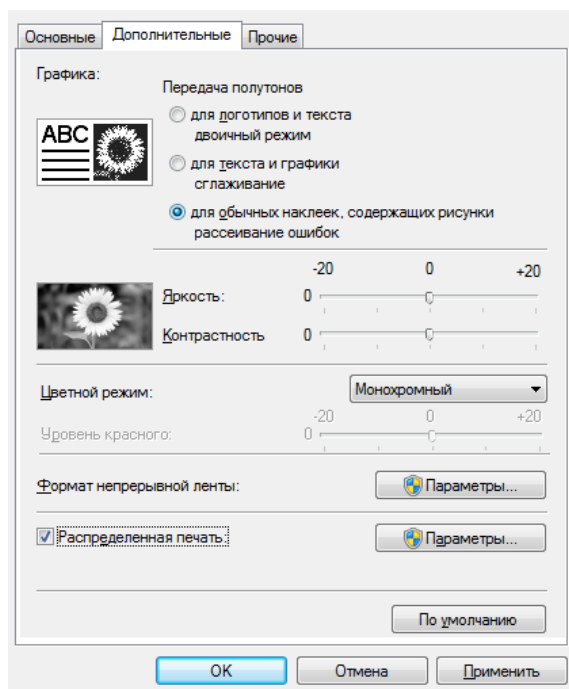 Основные Дополнительные Прочие
Графика:
Передача полутонов
для логотипов и текста
двоичный режим
ABC
для текста и графики
сглаживание
для обычных наклеек, содержащих рисунки
рассеивание ошибок
-20 0 +20
Яркость: 0
Контрастность 0
Цветной режим: Монохромный
-20 0 +20
Уровень красного: 0
Формат непрерывной ленты: Параметры...
Распределенная печать: Параметры...
По умолчанию
OK Отмена Применить